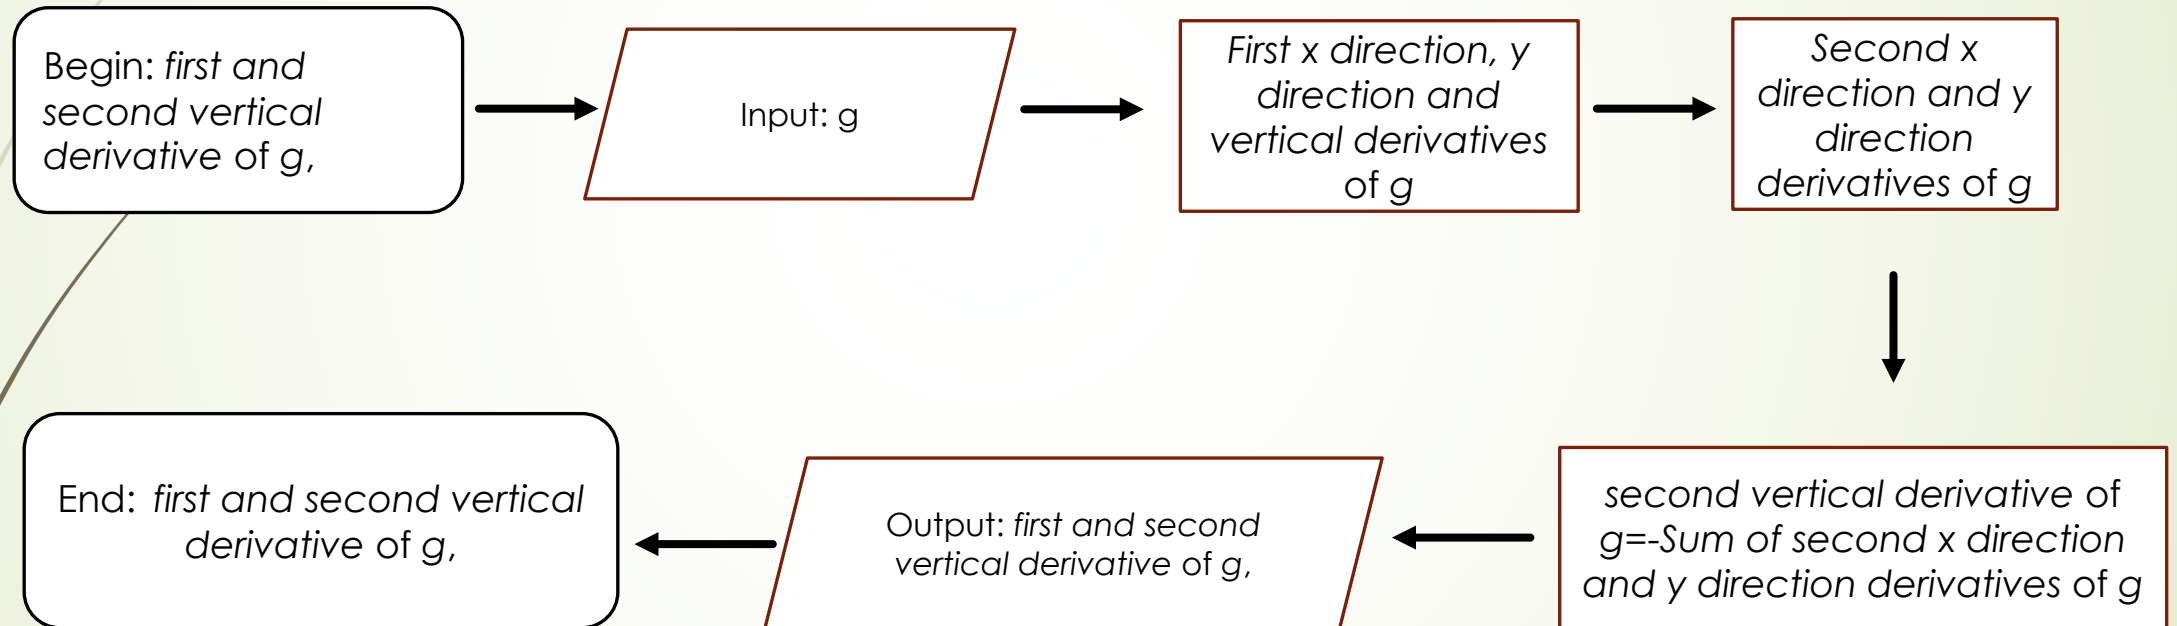 Begin: first and
second vertical
derivative of g,
Input: g
First x direction, y
direction and
vertical derivatives
of g
Second x
direction and y
direction
derivatives of g
second vertical derivative of
g=-Sum of second x direction
and y direction derivatives of g
Output: first and second
vertical derivative of g,
End: first and second vertical
derivative of g,